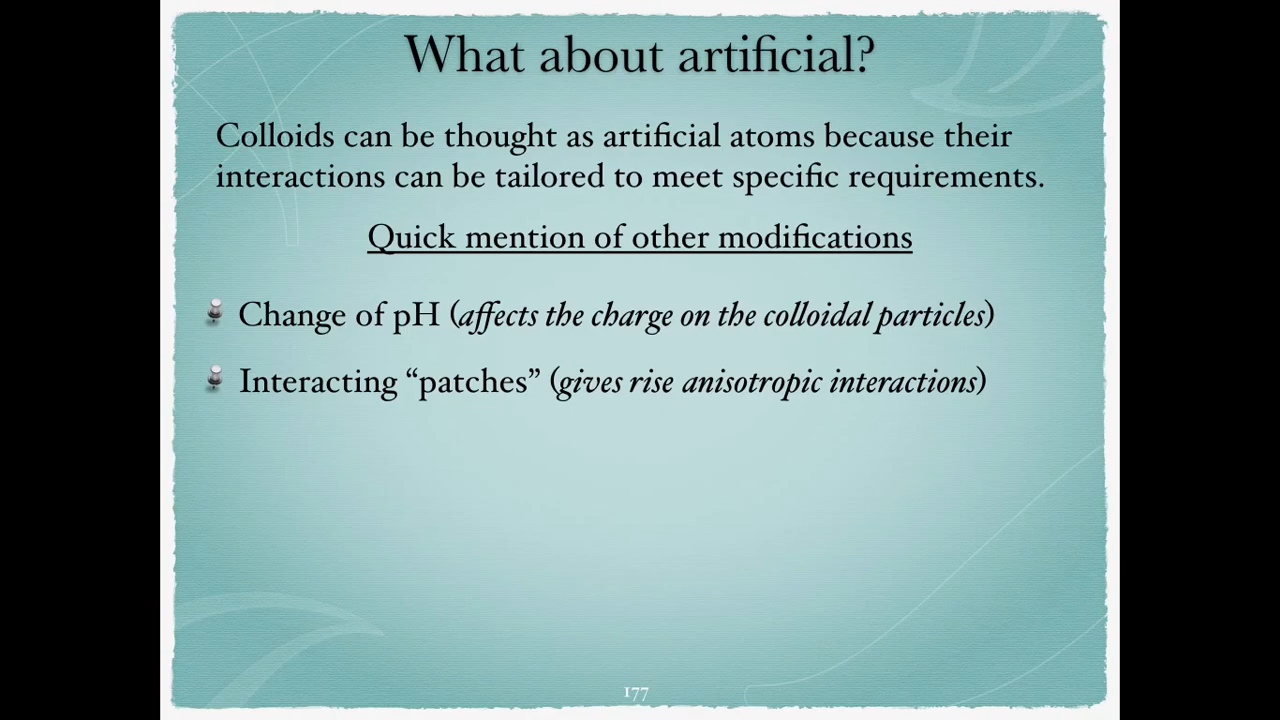 What about artificial?
Colloids can be thought as artificial atoms because their
interactions can be tailored to meet specific requirements.
Quick mention of other modifications
Change of pH (affects the charge on the colloidal particles)
Interacting “patches” (gives rise anisotropic interactions)
177